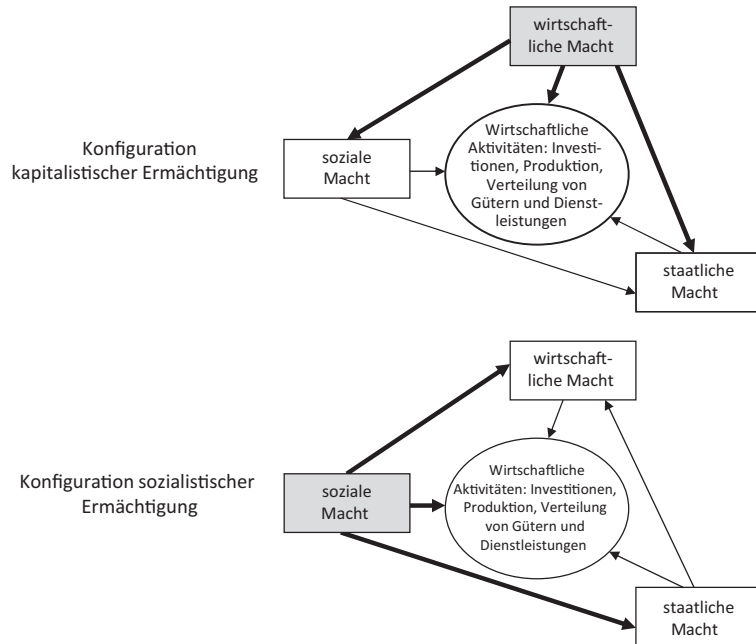 wirtschaft-
liche Macht
Konfiguration
kapitalistischer Ermächtigung
soziale
Macht
Wirtschaftliche
Aktivitäten: Investi-
tionen, Produktion,
Verteilung von
Gütern und Dienst-
leistungen
staatliche
Macht
wirtschaft-
liche Macht
Konfiguration sozialistischer
Ermächtigung
soziale
Macht
Wirtschaftliche
Aktivitäten: Investitionen,
Produktion, Verteilung
von Gütern und
Dienstleistungen
staatliche
Macht